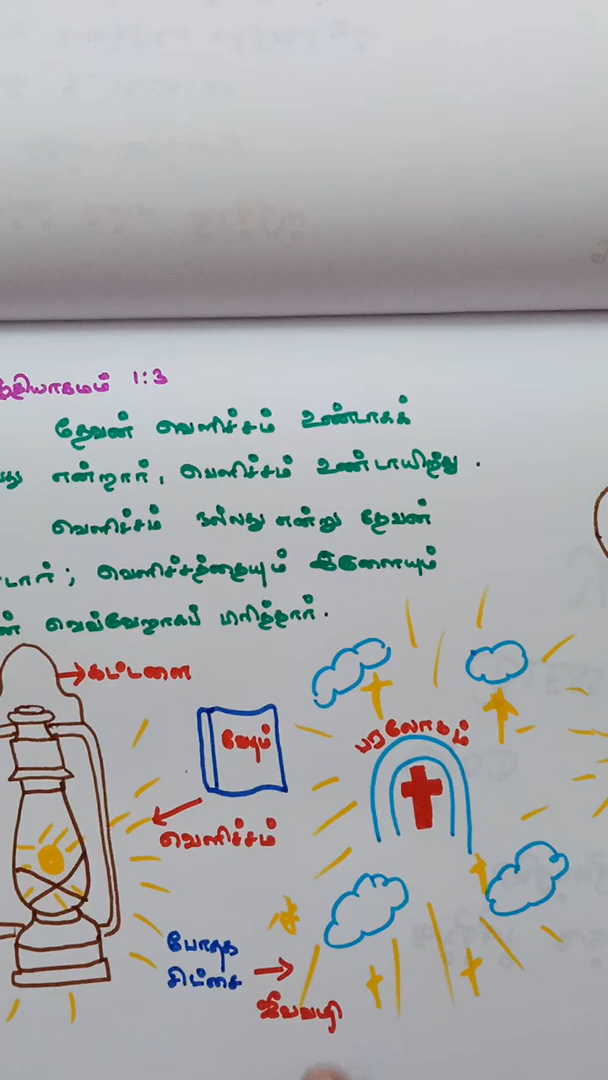 த்தியாகமம் 1:3
தேவன் வெளிச்சம் உண்டாகக்
வது என்றார், வெளிச்சம் உண்டாயிற்று.
வெளிச்சம் நல்லது என்று தேவன்
டார்; வெளிச்சத்தையும் இருளையும்
ன் வெவ்வேறாகப் பிரித்தார்.
கட்டளை
வேதம்
பரலோகம்
வெளிச்சம்
போதக
சிட்சை
ஜீவவழி